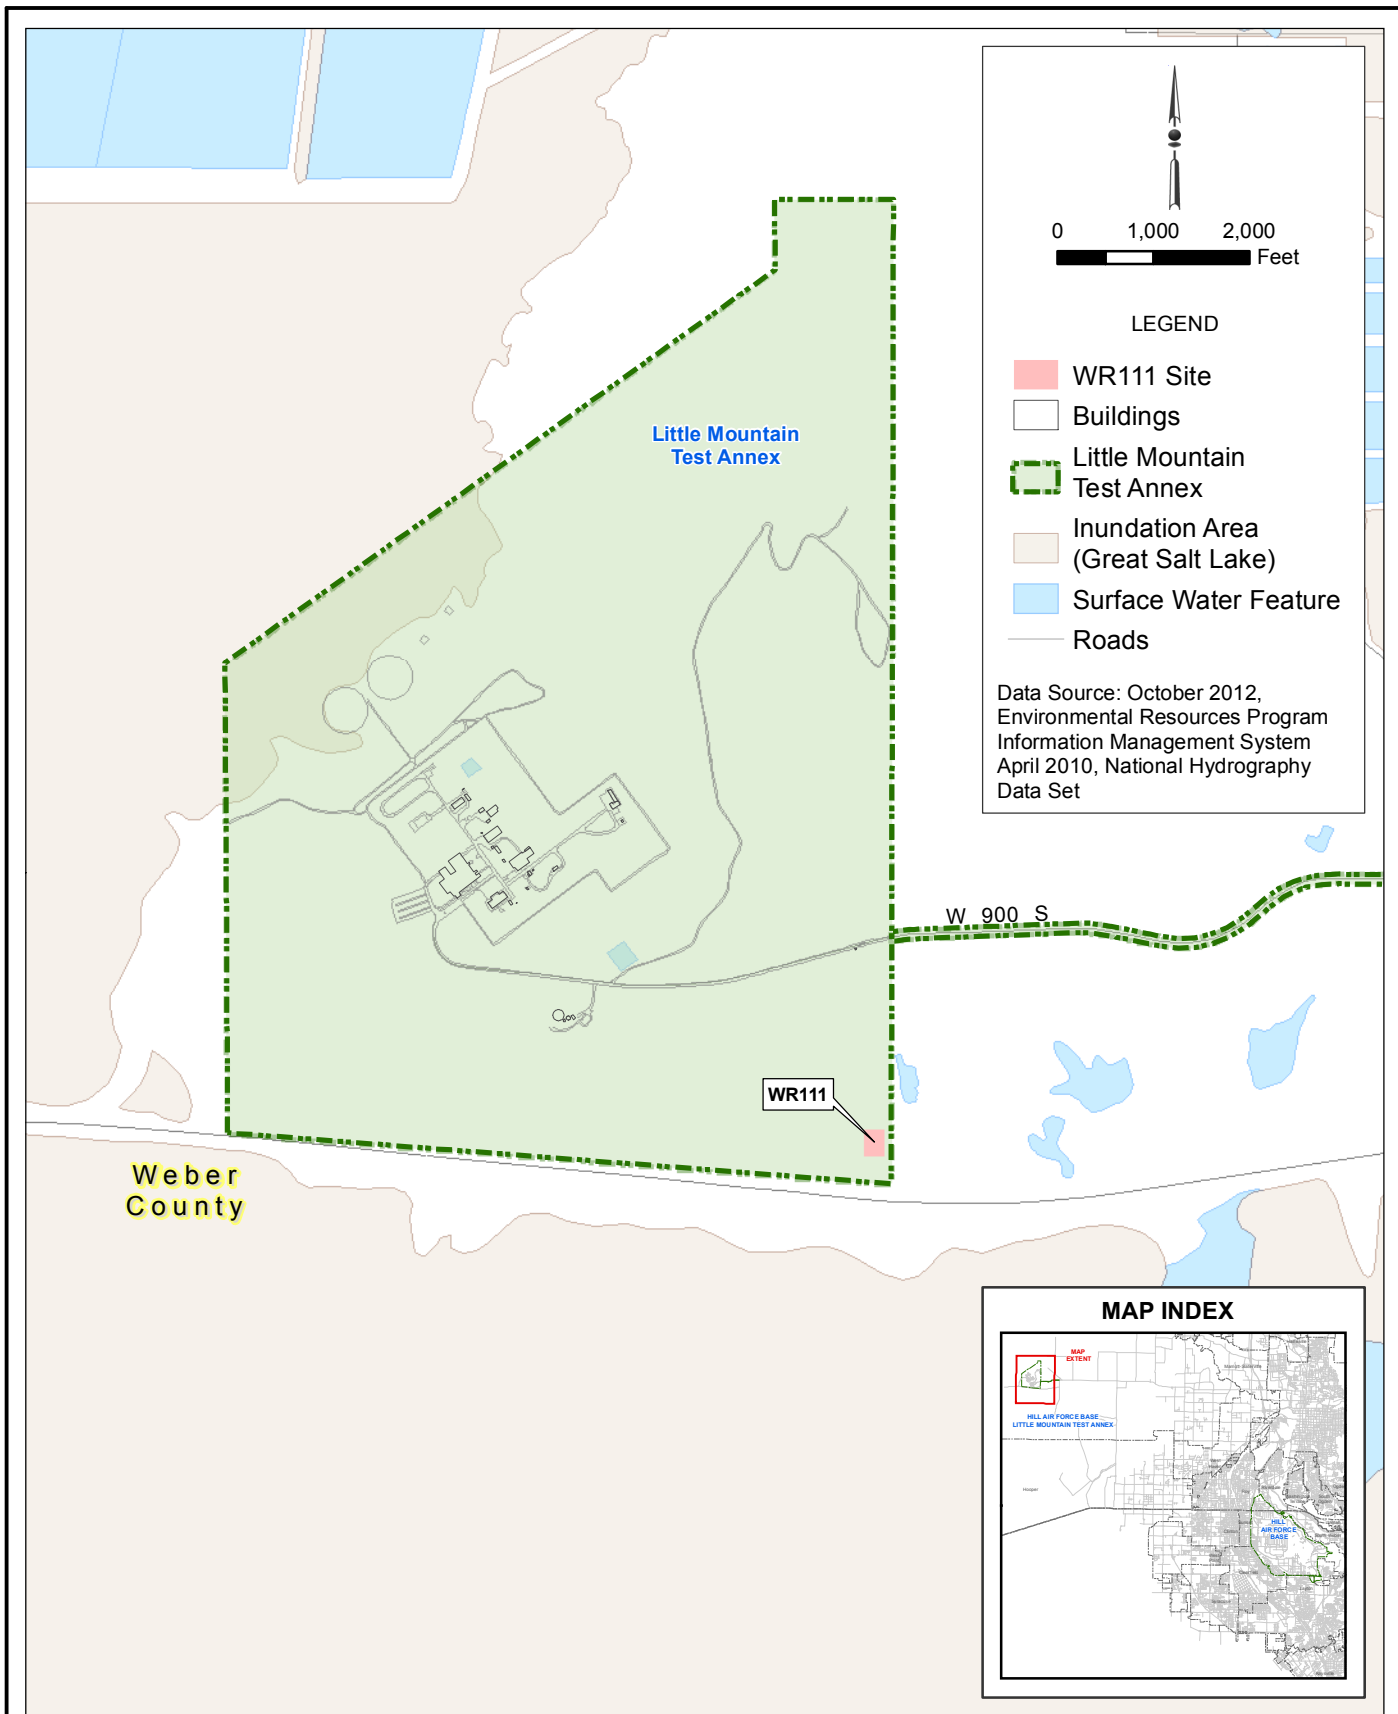 0 1,000 2,000
Feet
LEGEND
WR111 Site
Buildings
Little Mountain
Test Annex
Inundation Area
(Great Salt Lake)
Surface Water Feature
Roads
Data Source: October 2012,
Environmental Resources Program
Information Management System
April 2010, National Hydrography
Data Set
Little Mountain
Test Annex
W 900 S
WR111
Weber
County
MAP INDEX
MAP
EXTENT
HILL AIR FORCE BASE
LITTLE MOUNTAIN TEST ANNEX
Hooper
HILL
AIR FORCE
BASE